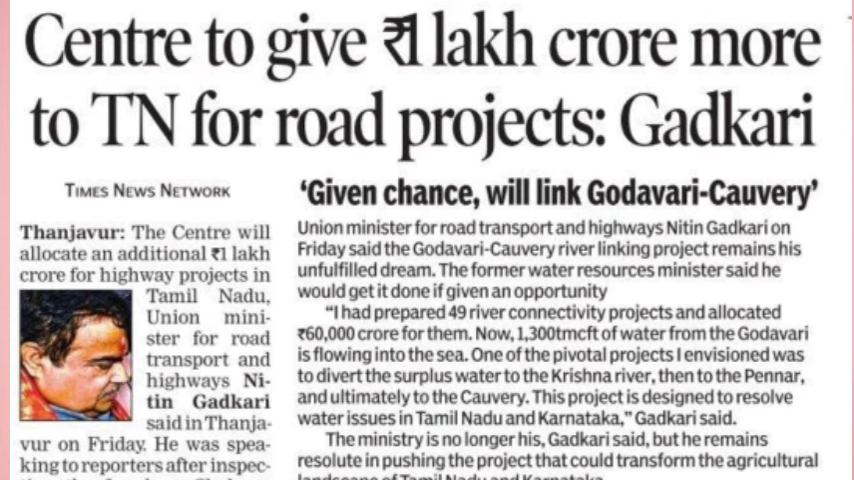 Centre to give ₹1 lakh crore more
to TN for road projects: Gadkari
TIMES NEWS NETWORK
Thanjavur: The Centre will
allocate an additional ₹1 lakh
crore for highway projects in
Tamil Nadu,
Union mini-
ster for road
transport and
highways Ni-
tin Gadkari
said in Thanja-
vur on Friday. He was spea-
king to reporters after inspec-
'Given chance, will link Godavari-Cauvery'
Union minister for road transport and highways Nitin Gadkari on
Friday said the Godavari-Cauvery river linking project remains his
unfulfilled dream. The former water resources minister said he
would get it done if given an opportunity
"I had prepared 49 river connectivity projects and allocated
₹60,000 crore for them. Now, 1,300tmcft of water from the Godavari
is flowing into the sea. One of the pivotal projects I envisioned was
to divert the surplus water to the Krishna river, then to the Pennar,
and ultimately to the Cauvery. This project is designed to resolve
water issues in Tamil Nadu and Karnataka," Gadkari said.
The ministry is no longer his, Gadkari said, but he remains
resolute in pushing the project that could transform the agricultural
landscape of Tamil Nadu and Karnataka